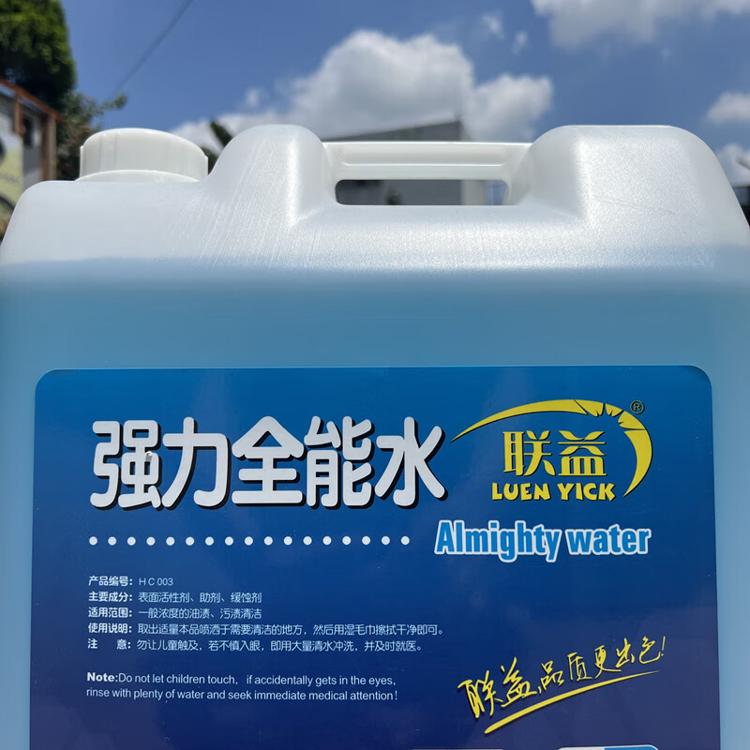 强力全能水
联益®
LUEN YICK
Almighty water
产品编号：HC003
主要成分：表面活性剂、助剂、缓蚀剂
适用范围：一般浓度的油渍、污渍清洁
使用说明：取出适量本品喷洒于需要清洁的地方，然后用湿毛巾擦拭干净即可。
注 意：勿让儿童触及，若不慎入眼，即用大量清水冲洗，并及时就医。
Note:Do not let children touch, if accidentally gets in the eyes,
rinse with plenty of water and seek immediate medical attention!
联益,品质更出色!